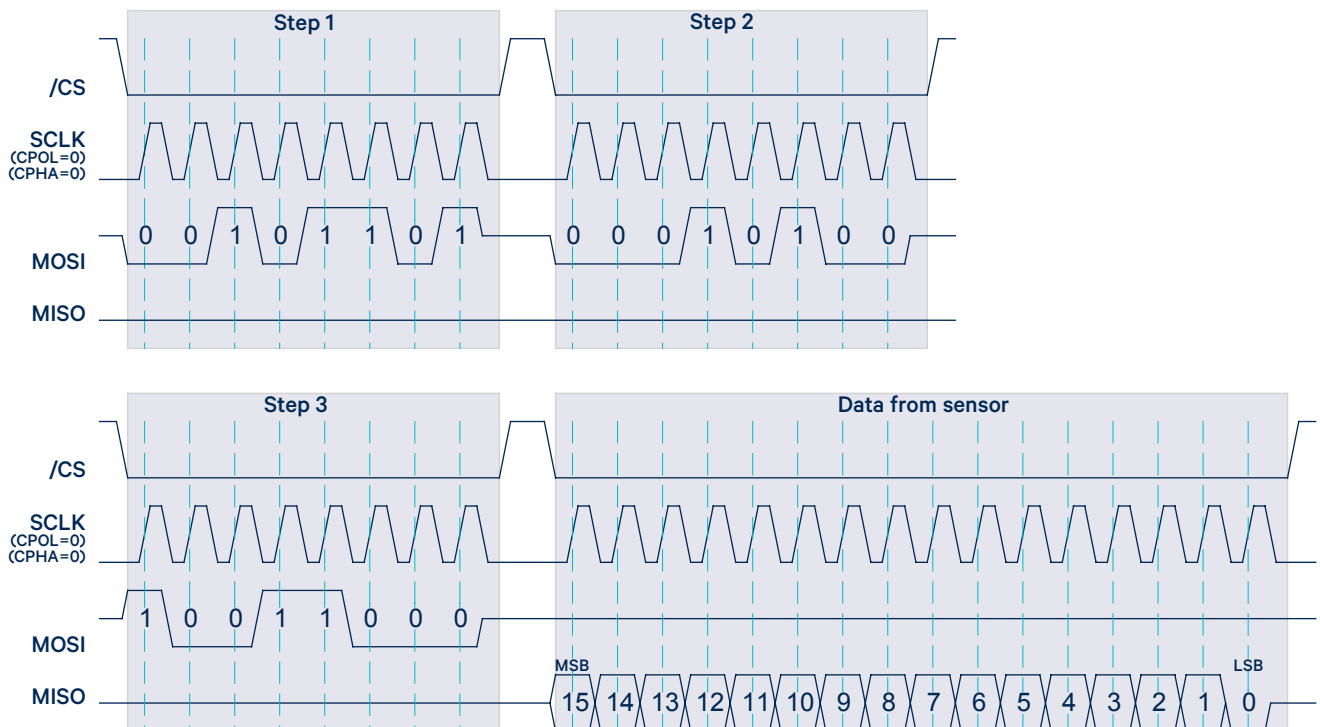 Step 1
Step 2
/CS
SCLK
(CPOL=0)
(CPHA=0)
0 0 1 0 1 1 0 1
0 0 0 1 0 1 0 0
MOSI
MISO
Step 3
Data from sensor
/CS
SCLK
(CPOL=0)
(CPHA=0)
1 0 0 1 1 0 0 0
MOSI
MSB
LSB
MISO
15 14 13 12 11 10 9 8 7 6 5 4 3 2 1 0